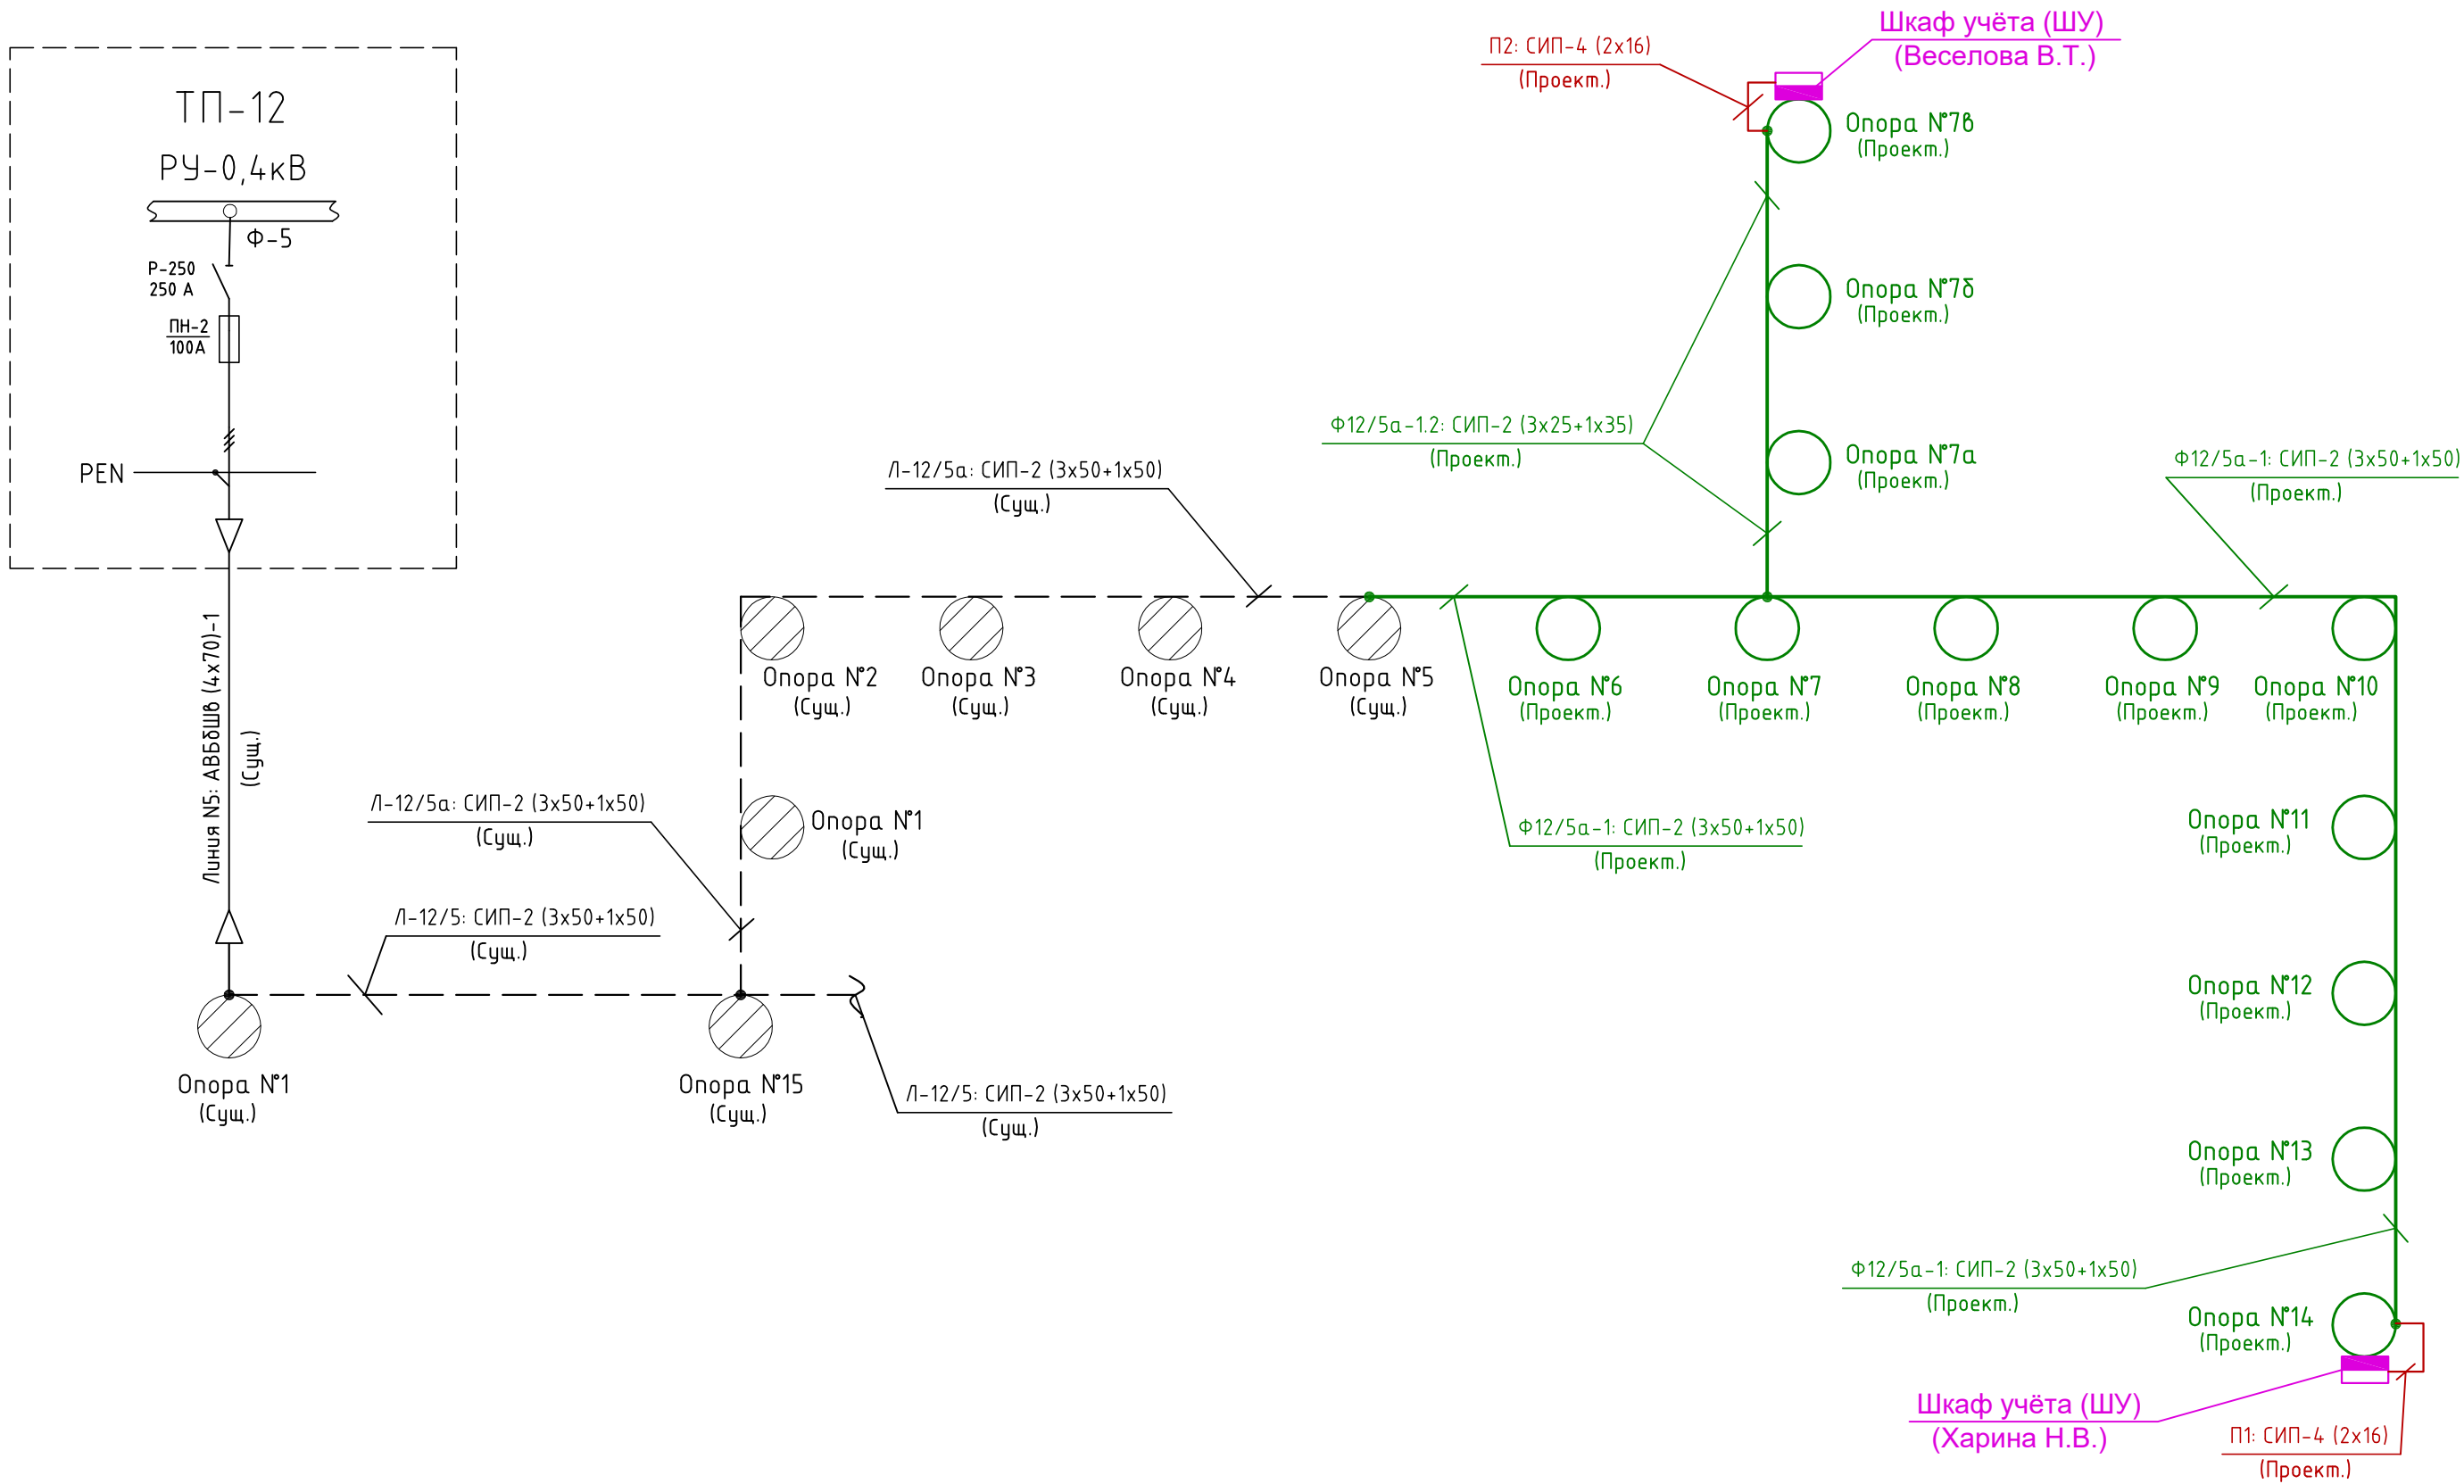 ТП-12
РУ-0,4кВ
Ф-5
Р-250
250 А
ПН-2
100А
PEN
Линия N5: АВБбШв (4х70)-1
(Сущ.)
Л-12/5: СИП-2 (3х50+1х50)
(Сущ.)
Опора №1
(Сущ.)
Л-12/5а: СИП-2 (3х50+1х50)
(Сущ.)
Опора №15
(Сущ.)
Л-12/5: СИП-2 (3х50+1х50)
(Сущ.)
Опора №1
(Сущ.)
Опора №2
(Сущ.)
Опора №3
(Сущ.)
Опора №4
(Сущ.)
Опора №5
(Сущ.)
Л-12/5а: СИП-2 (3х50+1х50)
(Сущ.)
Ф12/5а-1: СИП-2 (3х50+1х50)
(Проект.)
Опора №6
(Проект.)
Опора №7
(Проект.)
Опора №8
(Проект.)
Опора №9
(Проект.)
Опора №10
(Проект.)
Ф12/5а-1.2: СИП-2 (3х25+1х35)
(Проект.)
Опора №7а
(Проект.)
Опора №7б
(Проект.)
Опора №7в
(Проект.)
П2: СИП-4 (2х16)
(Проект.)
Шкаф учёта (ШУ)
(Веселова В.Т.)
Ф12/5а-1: СИП-2 (3х50+1х50)
(Проект.)
Опора №11
(Проект.)
Опора №12
(Проект.)
Опора №13
(Проект.)
Ф12/5а-1: СИП-2 (3х50+1х50)
(Проект.)
Опора №14
(Проект.)
Шкаф учёта (ШУ)
(Харина Н.В.)
П1: СИП-4 (2х16)
(Проект.)